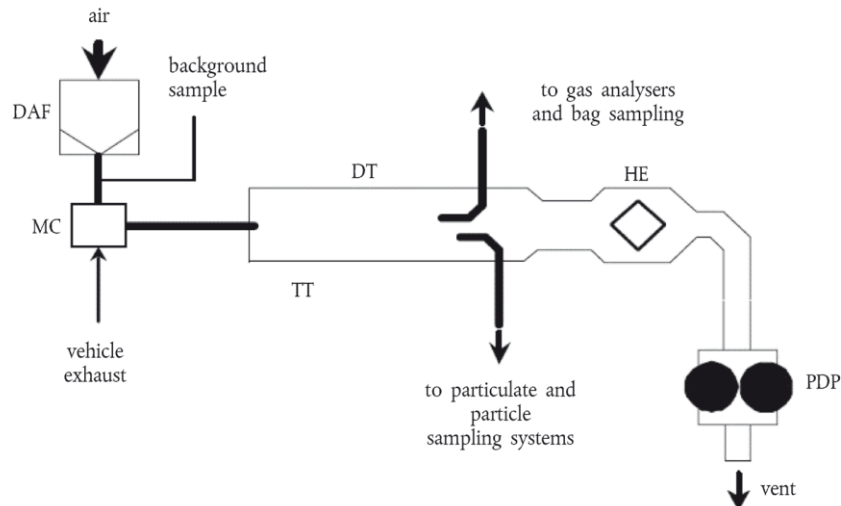 air
background
sample
DAF
to gas analysers
and bag sampling
DT
HE
MC
TT
vehicle
exhaust
to particulate and
particle
sampling systems
PDP
vent